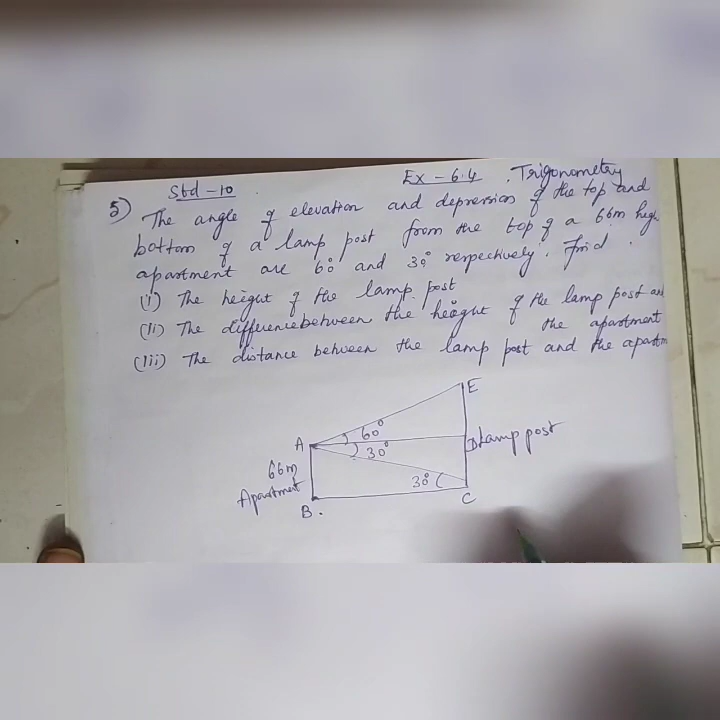 Std - 10 Ex - 6.4 . Trigonometry
5) The angle of elevation and depression of the top and
bottom of a lamp post from the top of a 66m high
apartment are 60° and 30° respectively. Find.
(i) The height of the lamp post
(ii) The difference between the height of the lamp post and
the apartment
(iii) The distance between the lamp post and the apartm
E
60°
A
30°
D Lamp post
66m
Apartment
30°
B.
C